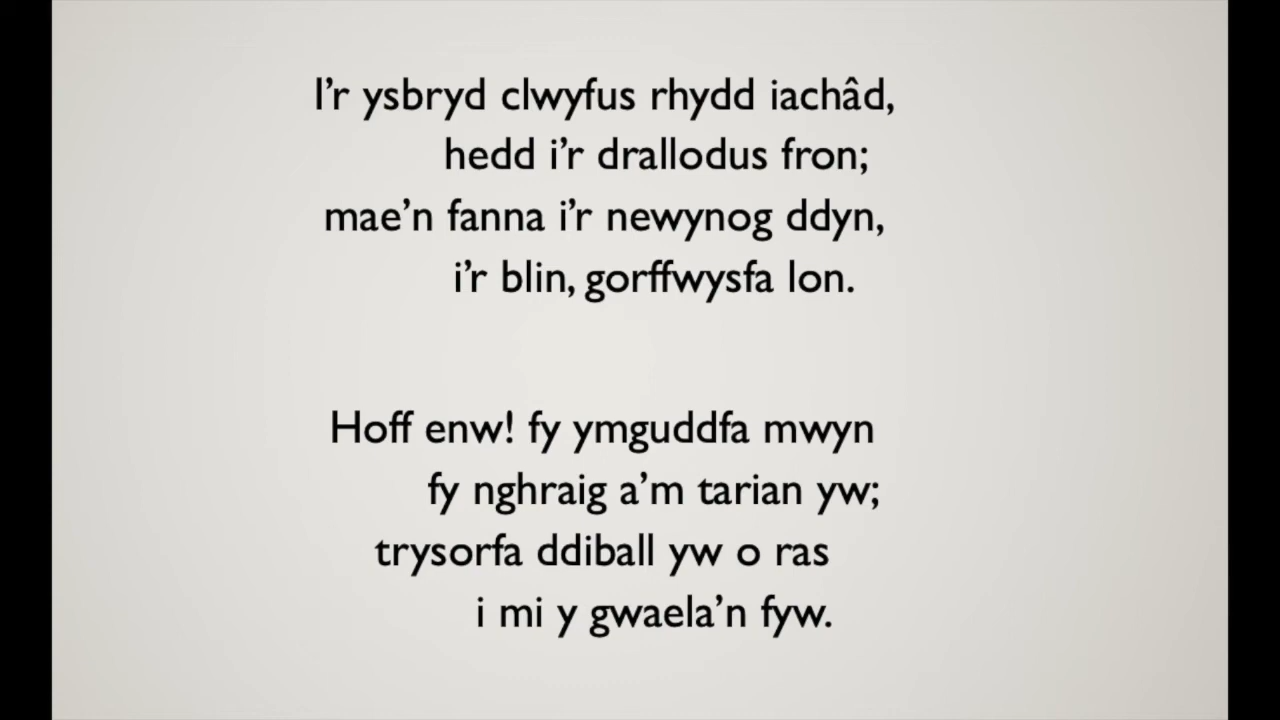 I’r ysbryd clwyfus rhydd iachâd,
hedd i’r drallodus fron;
mae’n fanna i’r newynog ddyn,
i’r blin, gorffwysfa lon.
Hoff enw! fy ymguddfa mwyn
fy nghraig a’m tarian yw;
trysorfa ddiball yw o ras
i mi y gwaela’n fyw.